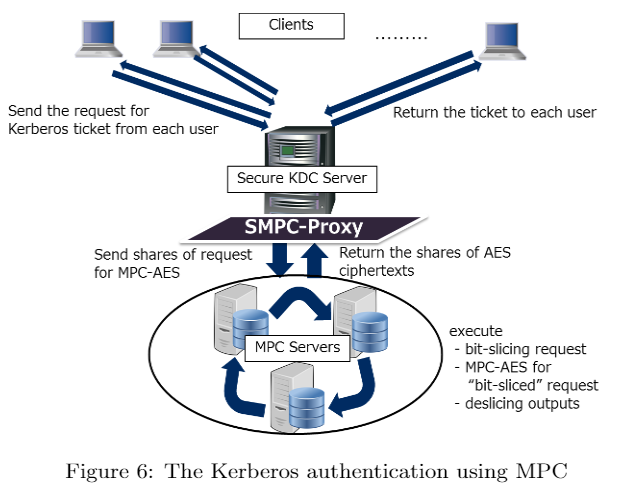 Clients
………
Send the request for
Kerberos ticket from each user
Return the ticket to each user
Secure KDC Server
SMPC-Proxy
Send shares of request
for MPC-AES
Return the shares of AES
ciphertexts
MPC Servers
execute
- bit-slicing request
- MPC-AES for
“bit-sliced” request
- deslicing outputs
Figure 6: The Kerberos authentication using MPC